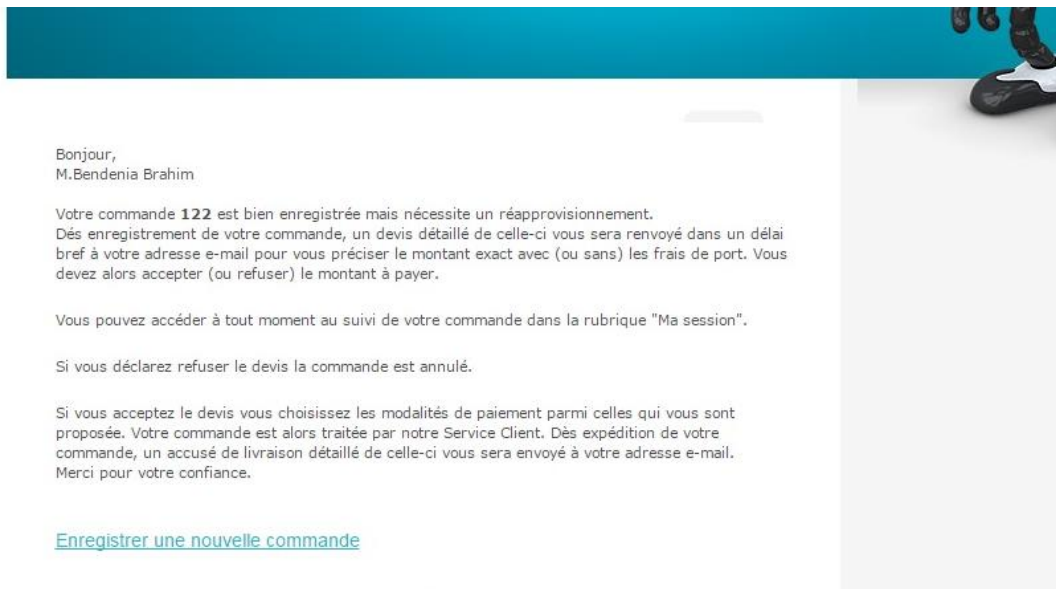 Bonjour,
M.Bendenia Brahim
Votre commande 122 est bien enregistrée mais nécessite un réapprovisionnement.
Dés enregistrement de votre commande, un devis détaillé de celle-ci vous sera renvoyé dans un délai
bref à votre adresse e-mail pour vous préciser le montant exact avec (ou sans) les frais de port. Vous
devez alors accepter (ou refuser) le montant à payer.
Vous pouvez accéder à tout moment au suivi de votre commande dans la rubrique "Ma session".
Si vous déclarez refuser le devis la commande est annulé.
Si vous acceptez le devis vous choisissez les modalités de paiement parmi celles qui vous sont
proposée. Votre commande est alors traitée par notre Service Client. Dès expédition de votre
commande, un accusé de livraison détaillé de celle-ci vous sera envoyé à votre adresse e-mail.
Merci pour votre confiance.
Enregistrer une nouvelle commande